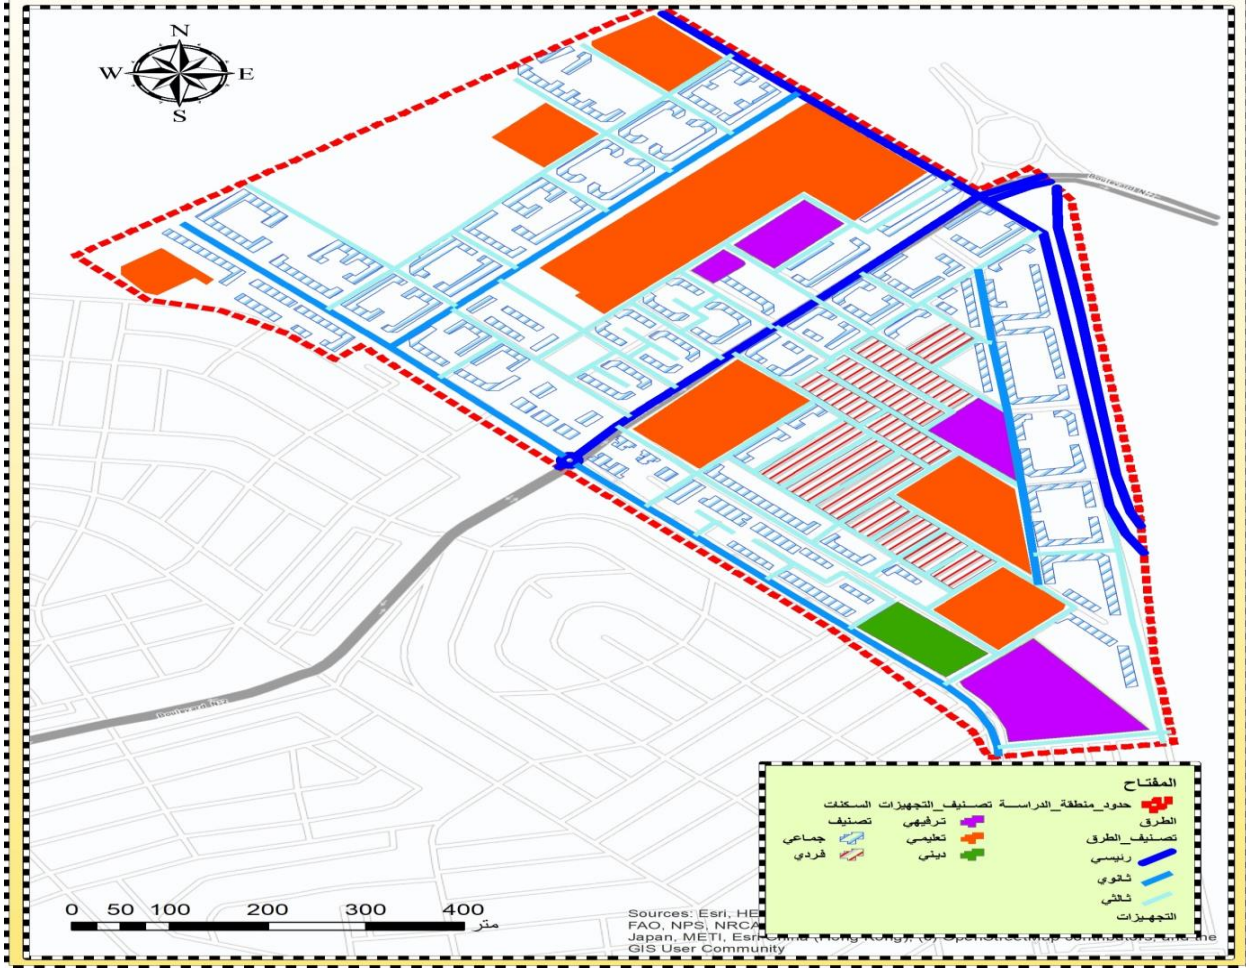 N
W E
S
المفتاح
حدود_منطقة_الدراسة تصنيف_التجهيزات السكنات
الطرق ترفيهي تصنيف
تصنيف_الطرق تعليمي جماعي
رئيسي ديني فردي
ثانوي
ثالثي
التجهيزات
0 50 100 200 300 400
متر
Sources: Esri, HE
FAO, NPS, NRCA
Japan, METI, Esri China (Hong Kong), (c) OpenStreetMap contributors, and the
GIS User Community